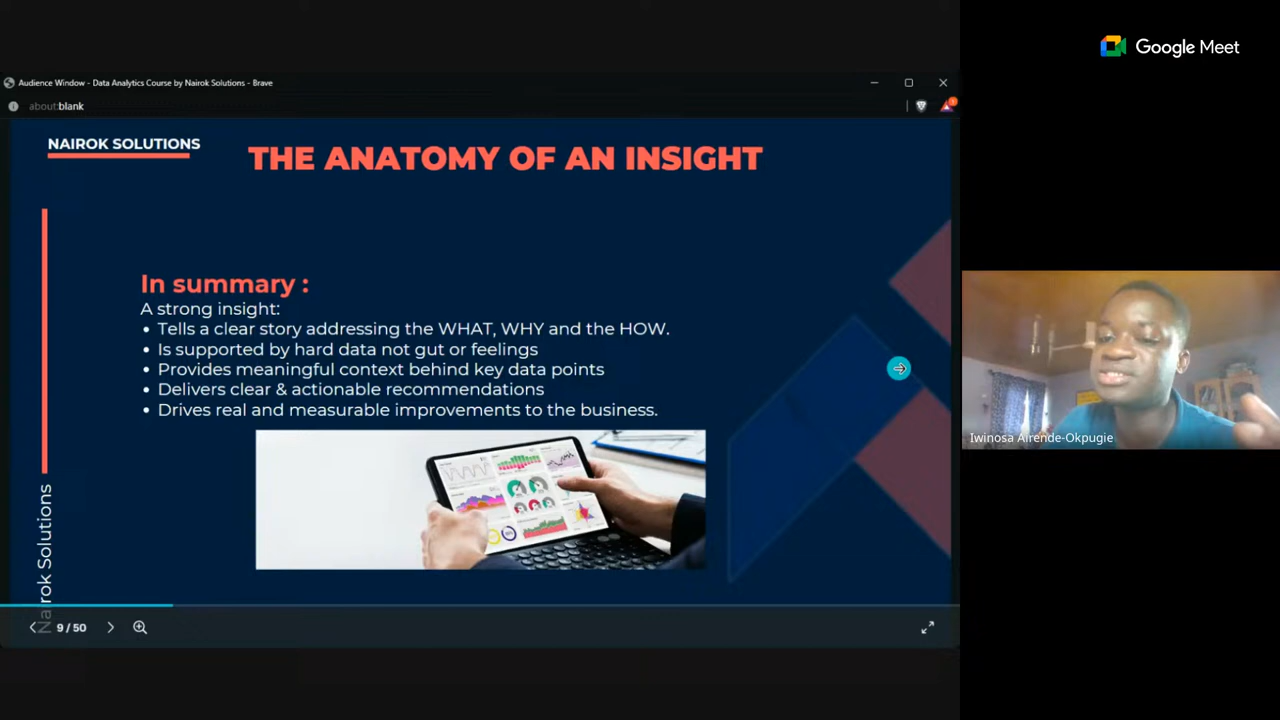 Google Meet
Audience Window - Data Analytics Course by Nairok Solutions - Brave
about:blank
NAIROK SOLUTIONS
THE ANATOMY OF AN INSIGHT
In summary :
A strong insight:
• Tells a clear story addressing the WHAT, WHY and the HOW.
• Is supported by hard data not gut or feelings
• Provides meaningful context behind key data points
• Delivers clear & actionable recommendations
• Drives real and measurable improvements to the business.
Nairok Solutions
9 / 50
Iwinosa Airende-Okpugie